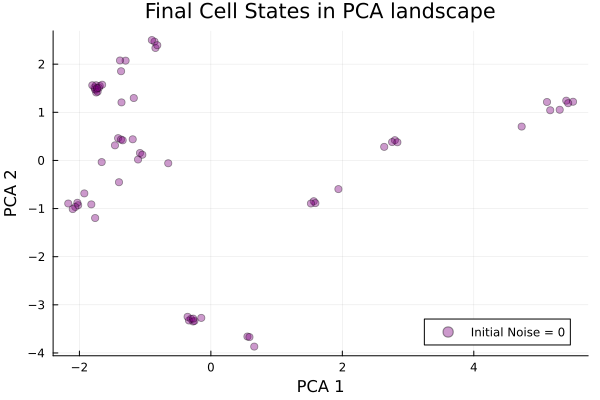 Final Cell States in PCA landscape
PCA 2
2
1
0
−1
−2
−3
−4
Initial Noise = 0
−2
0
2
4
PCA 1